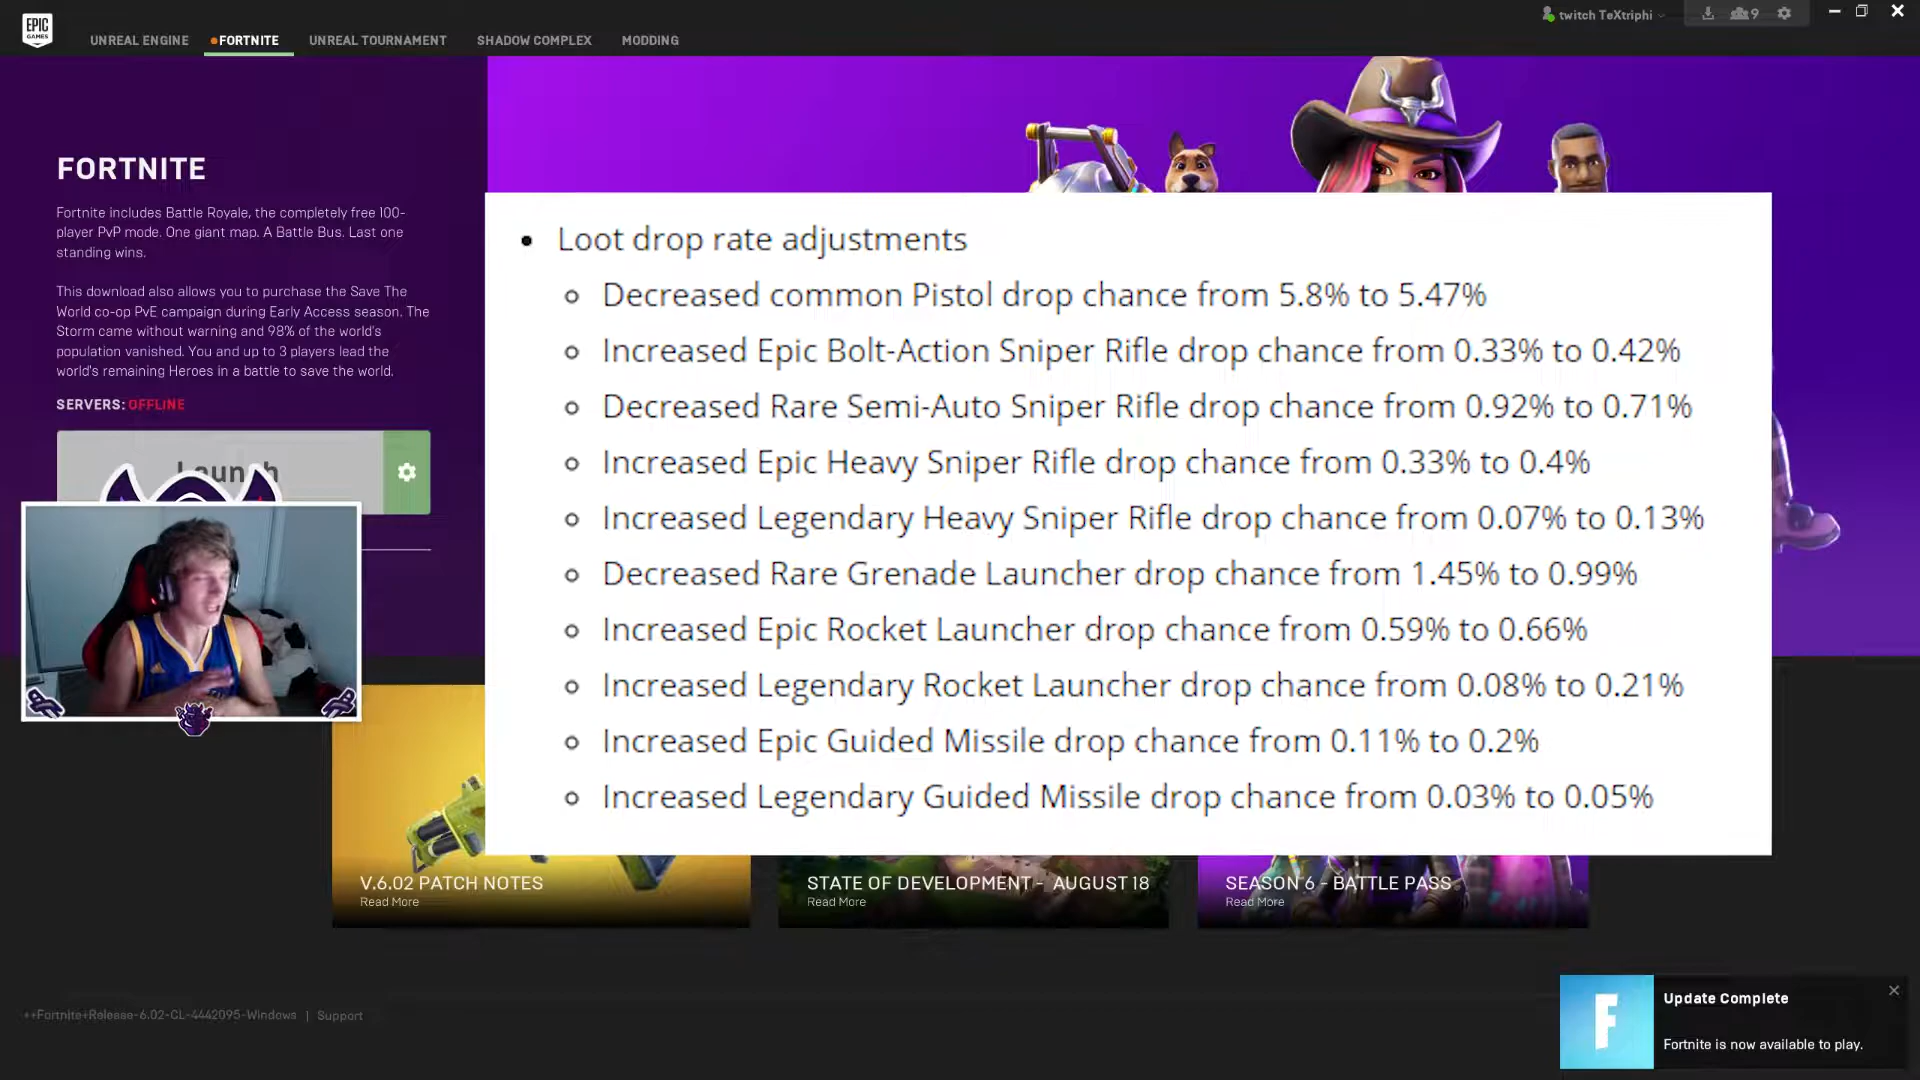 EPIC
GAMES
UNREAL ENGINE
FORTNITE
UNREAL TOURNAMENT
SHADOW COMPLEX
MODDING
twitch TeXtriphi
9
FORTNITE
Fortnite includes Battle Royale, the completely free 100-
player PvP mode. One giant map. A Battle Bus. Last one
standing wins.
This download also allows you to purchase the Save The
World co-op PvE campaign during Early Access season. The
Storm came without warning and 98% of the world's
population vanished. You and up to 3 players lead the
world's remaining Heroes in a battle to save the world.
SERVERS: OFFLINE
Launch
• Loot drop rate adjustments
Decreased common Pistol drop chance from 5.8% to 5.47%
Increased Epic Bolt-Action Sniper Rifle drop chance from 0.33% to 0.42%
Decreased Rare Semi-Auto Sniper Rifle drop chance from 0.92% to 0.71%
Increased Epic Heavy Sniper Rifle drop chance from 0.33% to 0.4%
Increased Legendary Heavy Sniper Rifle drop chance from 0.07% to 0.13%
Decreased Rare Grenade Launcher drop chance from 1.45% to 0.99%
Increased Epic Rocket Launcher drop chance from 0.59% to 0.66%
Increased Legendary Rocket Launcher drop chance from 0.08% to 0.21%
Increased Epic Guided Missile drop chance from 0.11% to 0.2%
Increased Legendary Guided Missile drop chance from 0.03% to 0.05%
V.6.02 PATCH NOTES
Read More
STATE OF DEVELOPMENT - AUGUST 18
Read More
SEASON 6 - BATTLE PASS
Read More
++Fortnite+Release-6.02-CL-4442095-Windows | Support
F
Update Complete
Fortnite is now available to play.